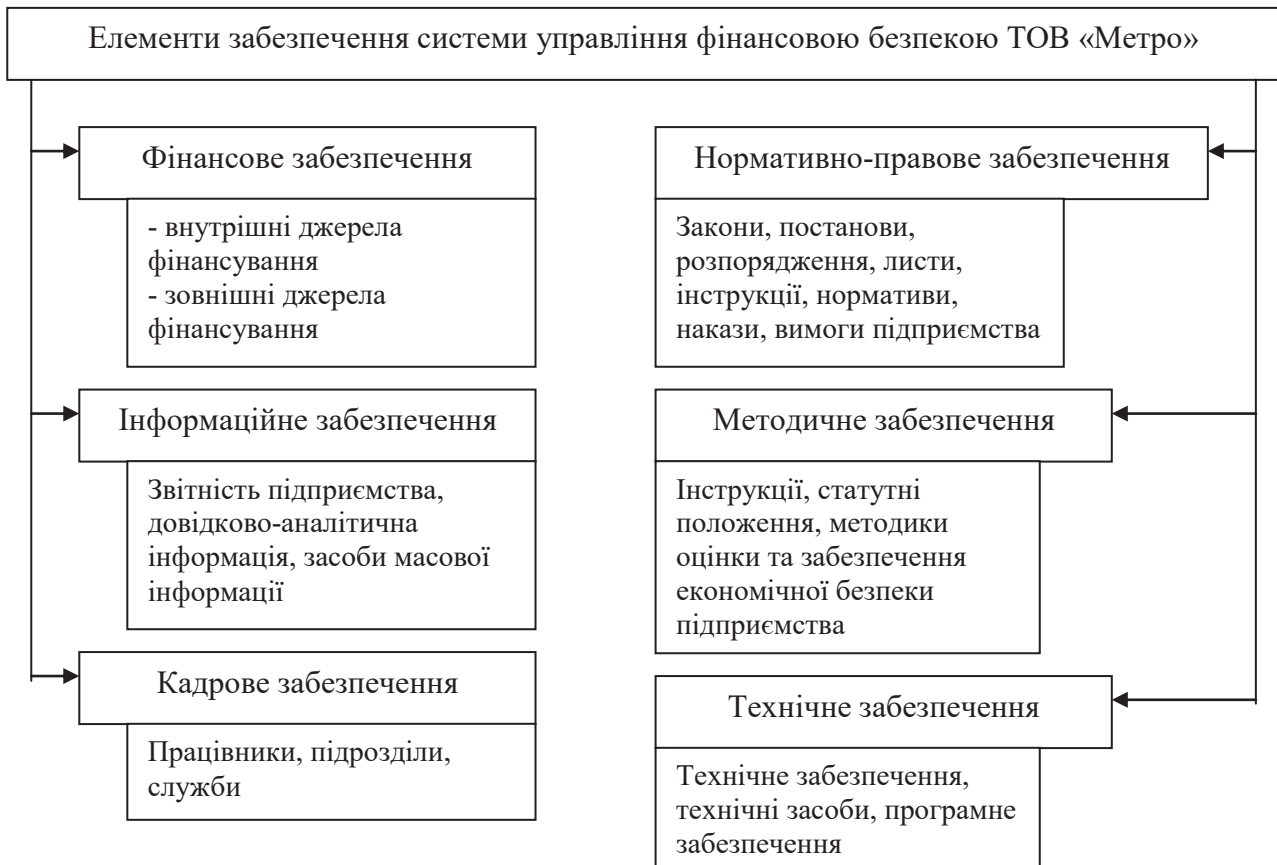 Елементи забезпечення системи управління фінансовою безпекою ТОВ «Метро»
Фінансове забезпечення
- внутрішні джерела
фінансування
- зовнішні джерела
фінансування
Інформаційне забезпечення
Звітність підприємства,
довідково-аналітична
інформація, засоби масової
інформації
Кадрове забезпечення
Працівники, підрозділи,
служби
Нормативно-правове забезпечення
Закони, постанови,
розпорядження, листи,
інструкції, нормативи,
накази, вимоги підприємства
Методичне забезпечення
Інструкції, статутні
положення, методики
оцінки та забезпечення
економічної безпеки
підприємства
Технічне забезпечення
Технічне забезпечення,
технічні засоби, програмне
забезпечення